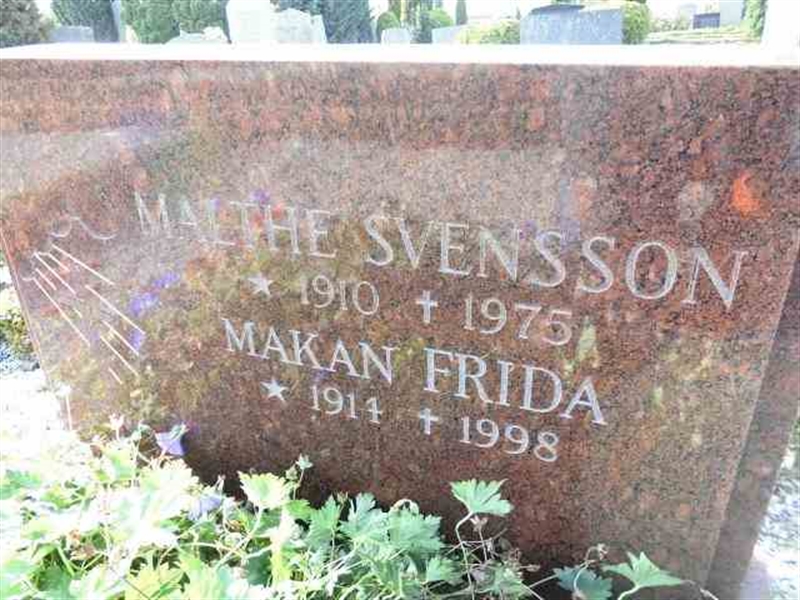 MALTHE SVENSSON
★ 1910 † 1975
MAKAN FRIDA
★ 1914 † 1998